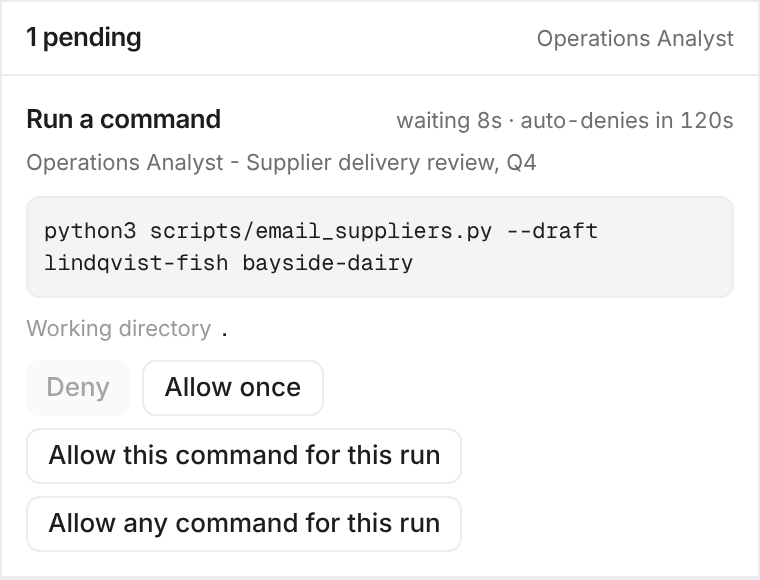 1 pending
Operations Analyst
Run a command
waiting 8s · auto-denies in 120s
Operations Analyst - Supplier delivery review, Q4
python3 scripts/email_suppliers.py --draft
lindqvist-fish bayside-dairy
Working directory .
Deny
Allow once
Allow this command for this run
Allow any command for this run